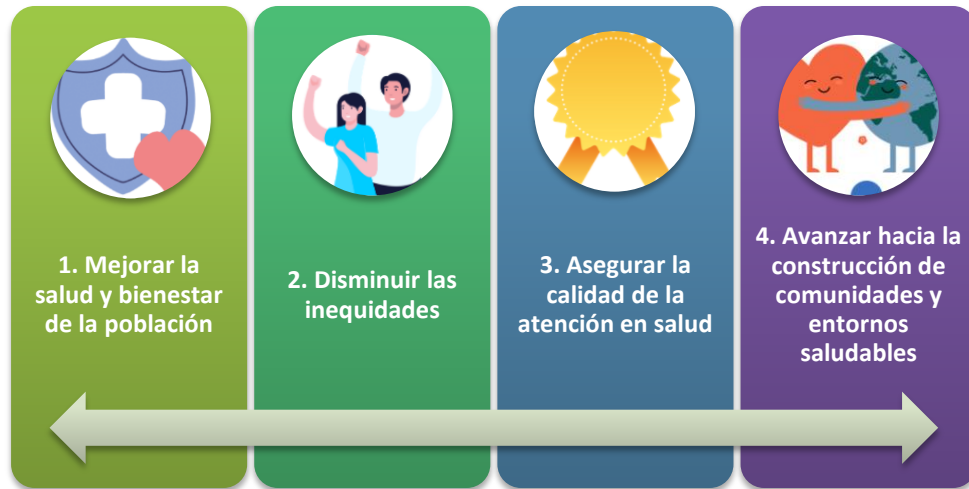 1. Mejorar la
salud y bienestar
de la población
2. Disminuir las
inequidades
3. Asegurar la
calidad de la
atención en salud
4. Avanzar hacia la
construcción de
comunidades y
entornos
saludables